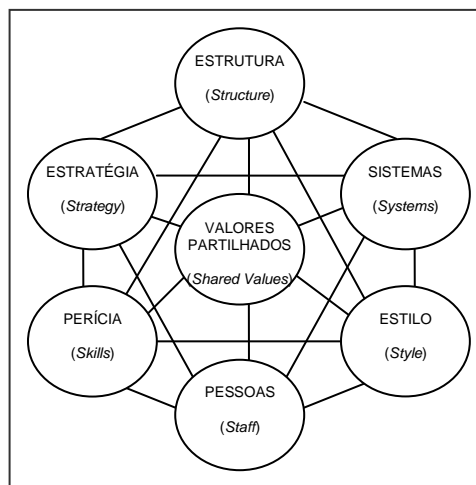 ESTRUTURA
(Structure)
ESTRATÉGIA
(Strategy)
SISTEMAS
(Systems)
VALORES
PARTILHADOS
(Shared Values)
PERÍCIA
(Skills)
ESTILO
(Style)
PESSOAS
(Staff)